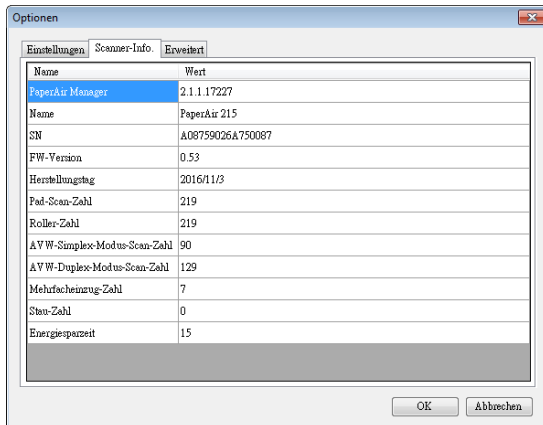 Optionen
Einstellungen Scanner-Info. Erweitert
Name Wert
PaperAir Manager 2.1.1.17227
Name PaperAir 215
SN A08759026A750087
FW-Version 0.53
Herstellungstag 2016/11/3
Pad-Scan-Zahl 219
Roller-Zahl 219
AVW-Simplex-Modus-Scan-Zahl 90
AVW-Duplex-Modus-Scan-Zahl 129
Mehrfacheinzug-Zahl 7
Stau-Zahl 0
Energiesparzeit 15
OK Abbrechen